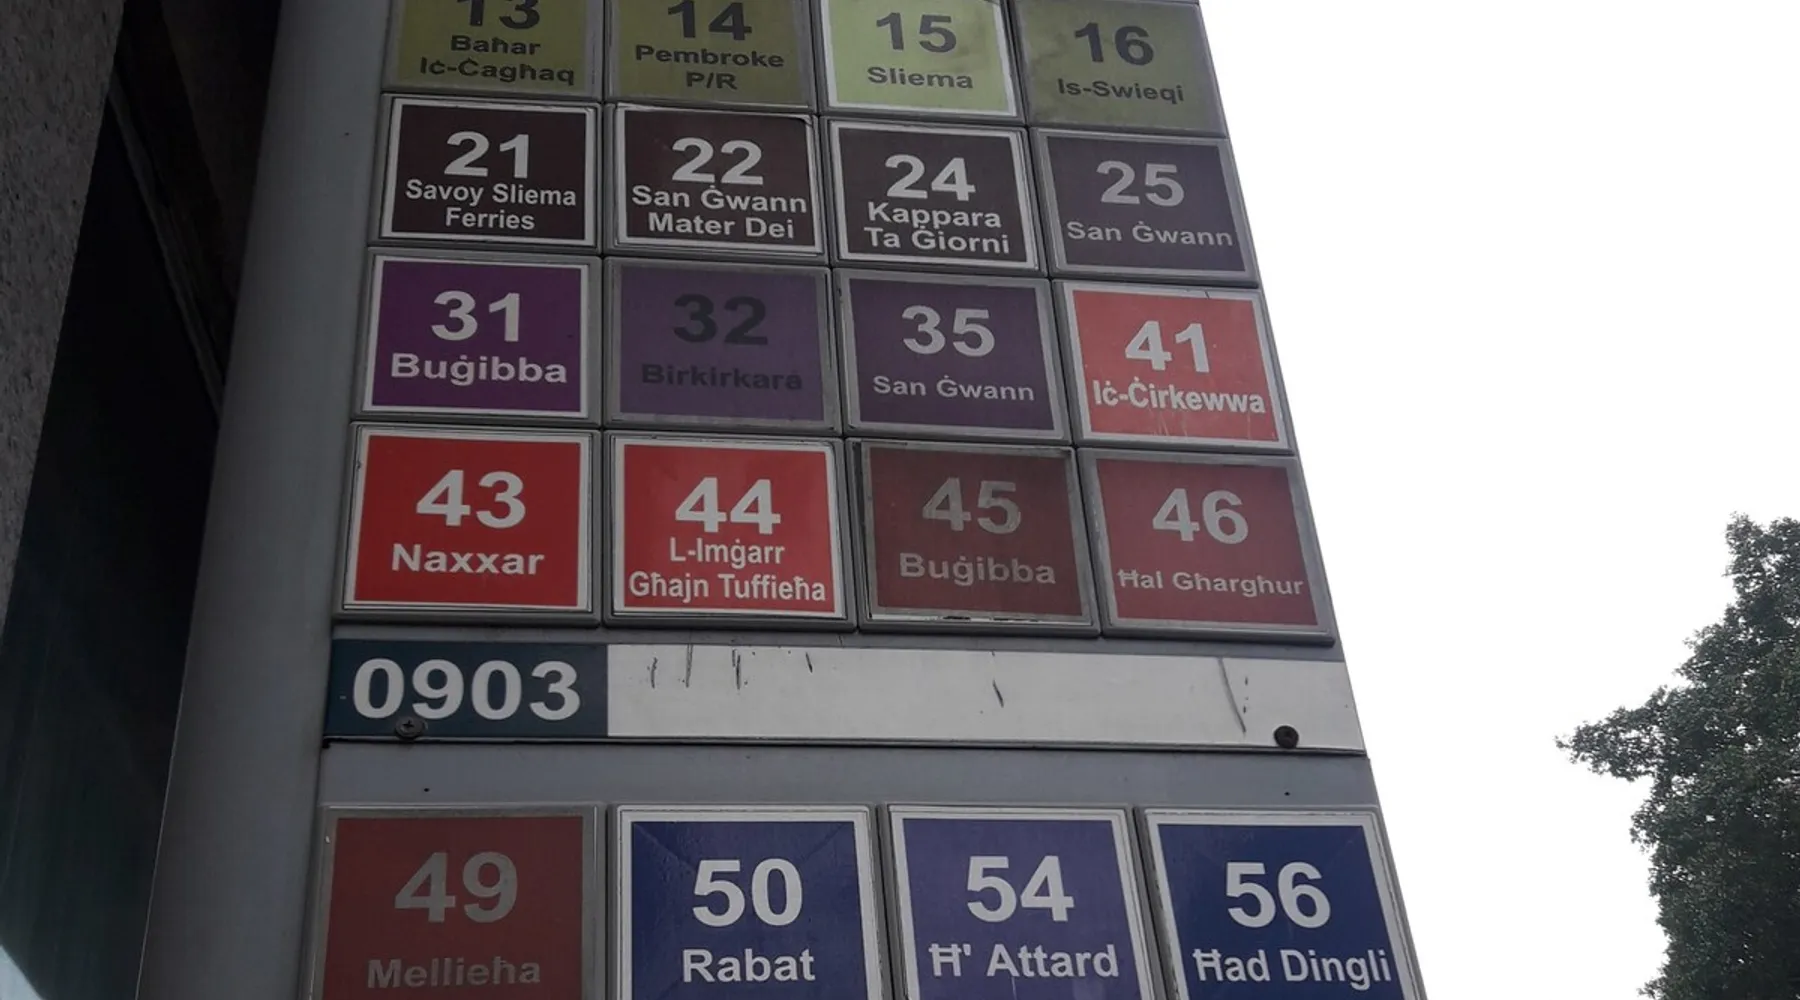 13
Baħar
Iċ-Ċagħaq
14
Pembroke
P/R
15
Sliema
16
Is-Swieqi
21
Savoy Sliema
Ferries
22
San Ġwann
Mater Dei
24
Kappara
Ta Ġiorni
25
San Ġwann
31
Buġibba
32
Birkirkara
35
San Ġwann
41
Iċ-Ċirkewwa
43
Naxxar
44
L-Imġarr
Għajn Tuffieħa
45
Buġibba
46
Ħal Gharghur
0903
49
Mellieħa
50
Rabat
54
Ħ' Attard
56
Ħad Dingli